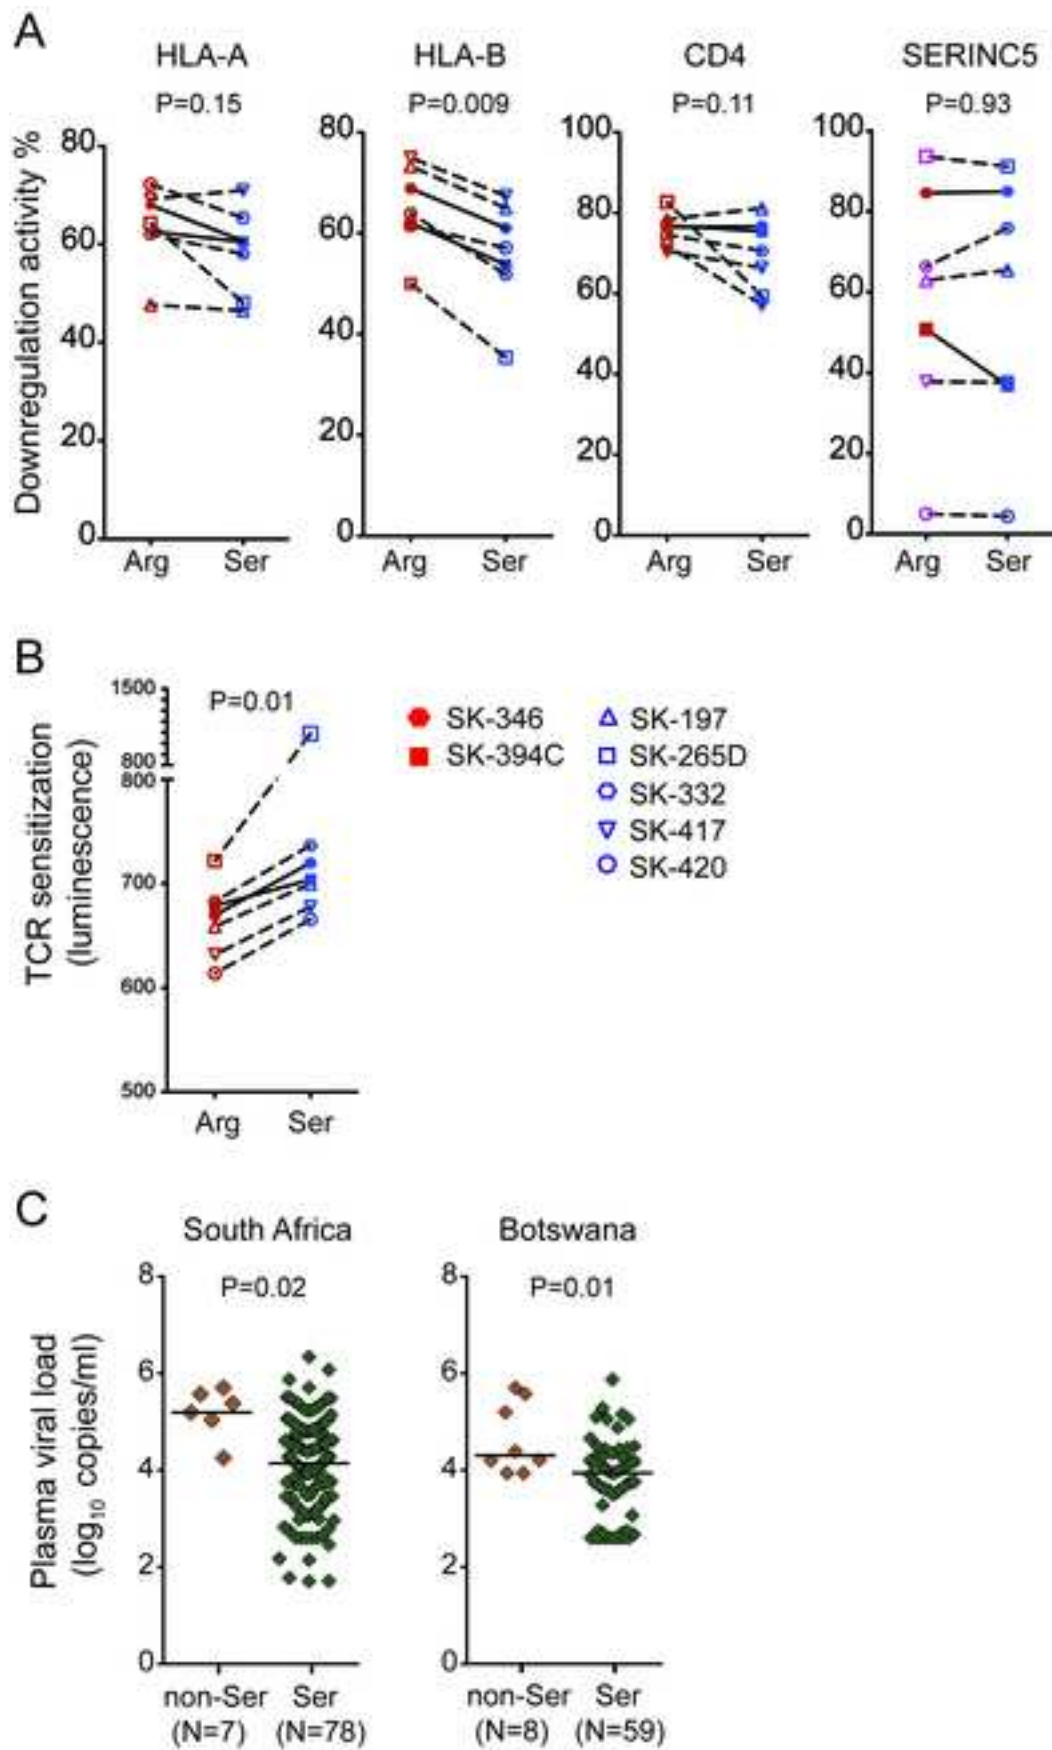 A
HLA-A
HLA-B
CD4
SERINC5
P=0.15
P=0.009
P=0.11
P=0.93
Downregulation activity %
80
60
40
20
0
Arg
Ser
80
60
40
20
0
Arg
Ser
100
80
60
40
20
0
Arg
Ser
100
80
60
40
20
0
Arg
Ser
B
TCR sensitization
(luminescence)
P=0.01
1500
800
800
700
600
500
Arg
Ser
SK-346
SK-394C
SK-197
SK-265D
SK-332
SK-417
SK-420
C
South Africa
Botswana
P=0.02
P=0.01
Plasma viral load
(log₁₀ copies/ml)
8
6
4
2
0
non-Ser
(N=7)
Ser
(N=78)
8
6
4
2
0
non-Ser
(N=8)
Ser
(N=59)